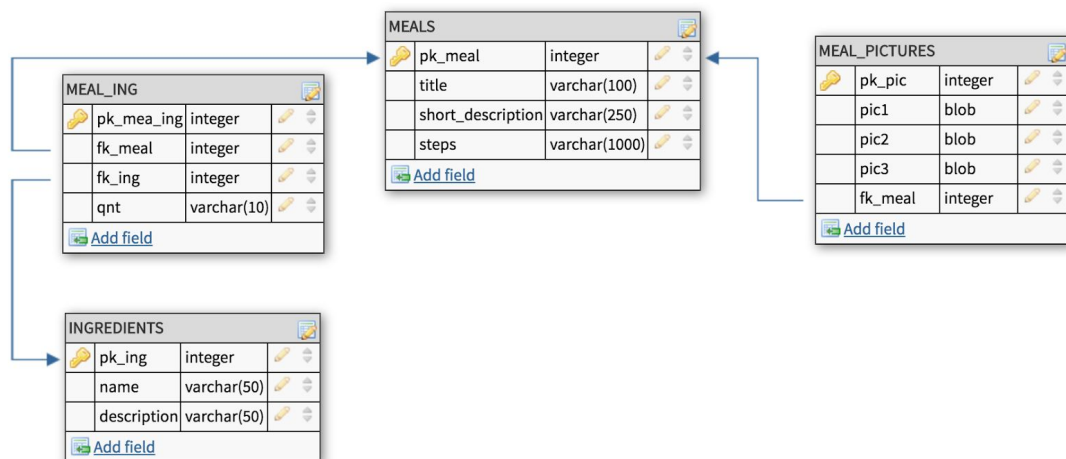 MEALS
pk_meal integer
title varchar(100)
short_description varchar(250)
steps varchar(1000)
Add field
MEAL_PICTURES
pk_pic integer
pic1 blob
pic2 blob
pic3 blob
fk_meal integer
Add field
MEAL_ING
pk_mea_ing integer
fk_meal integer
fk_ing integer
qnt varchar(10)
Add field
INGREDIENTS
pk_ing integer
name varchar(50)
description varchar(50)
Add field